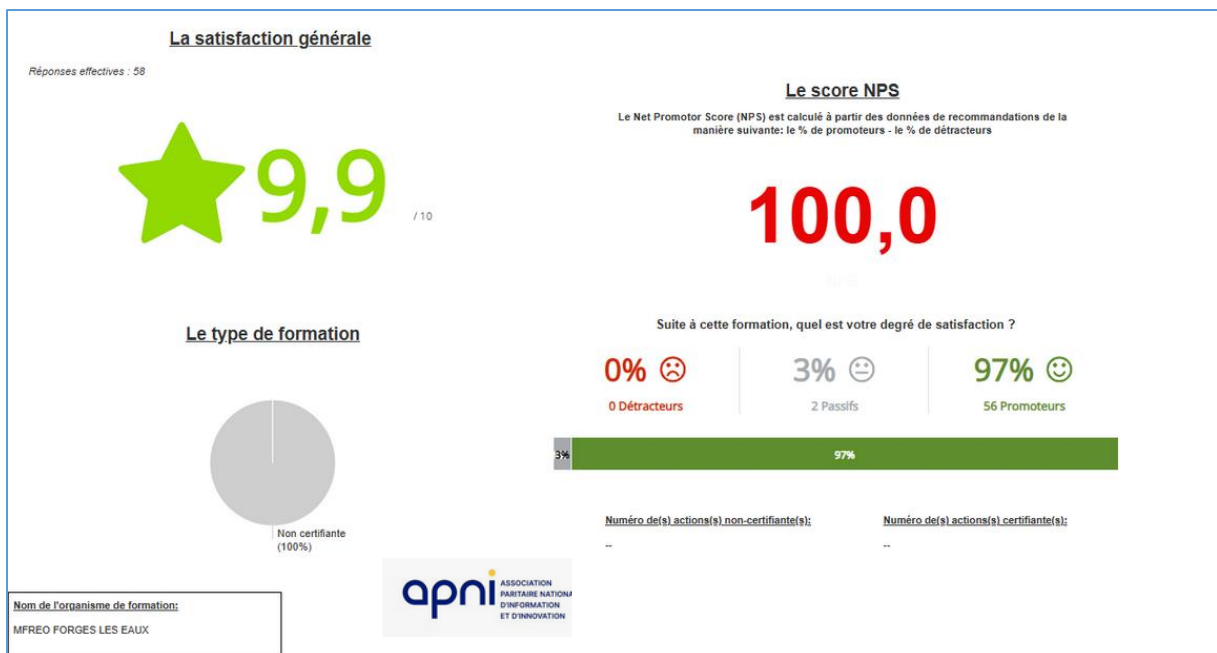 La satisfaction générale
Réponses effectives : 58
9,9
/ 10
Le score NPS
Le Net Promotor Score (NPS) est calculé à partir des données de recommandations de la
manière suivante: le % de promoteurs - le % de détracteurs
100,0
Le type de formation
Non certifiante
(100%)
Suite à cette formation, quel est votre degré de satisfaction ?
0%
3%
97%
0 Détracteurs
2 Passifs
56 Promoteurs
3%
97%
Numéro de(s) actions(s) non-certifiante(s):
--
Numéro de(s) actions(s) certifiante(s):
--
apni
ASSOCIATION
PARITAIRE NATIONA
D'INFORMATION
ET D'INNOVATION
Nom de l'organisme de formation:
MFREO FORGES LES EAUX